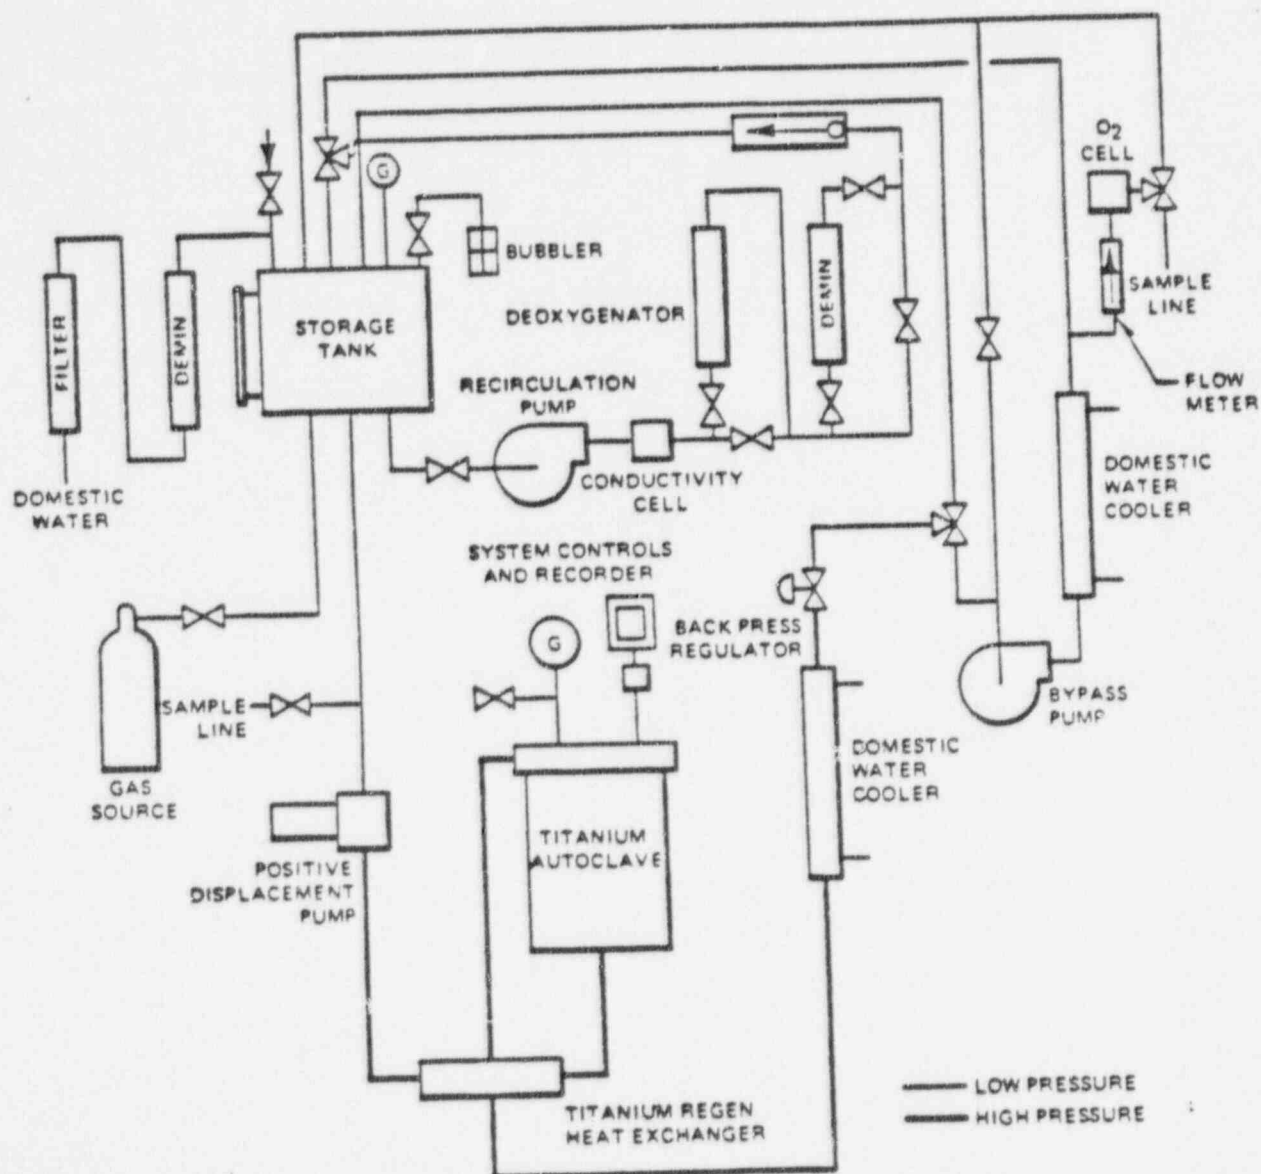 O2
CELL
G
BUBBLER
SAMPLE
LINE
FILTER
DEMIN
STORAGE
TANK
DEOXYGENATOR
DEMIN
FLOW
METER
RECIRCULATION
PUMP
DOMESTIC
WATER
CONDUCTIVITY
CELL
DOMESTIC
WATER
COOLER
SYSTEM CONTROLS
AND RECORDER
G
BACK PRESS
REGULATOR
SAMPLE
LINE
BYPASS
PUMP
GAS
SOURCE
DOMESTIC
WATER
COOLER
TITANIUM
AUTOCLAVE
POSITIVE
DISPLACEMENT
PUMP
TITANIUM REGEN
HEAT EXCHANGER
LOW PRESSURE
HIGH PRESSURE